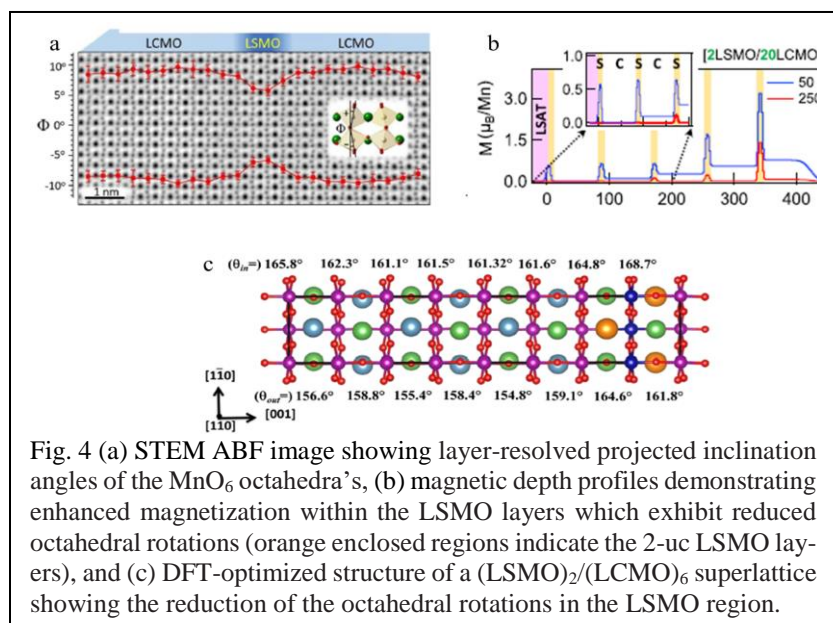 LCMO LSMO LCMO
a
10°
5°
Φ 0°
-5°
-10°
1 nm
Φ
b
[2LSMO/20LCMO
1.0 S C S C S
0.5
0.0
0 100 200
50
250
M (μB/Mn)
3.0
1.5
0.0
LSAT
0 100 200 300 400
c (θin=) 165.8° 162.3° 161.1° 161.5° 161.32° 161.6° 164.8° 168.7°
[11̄0]
[110] [001]
(θout=) 156.6° 158.8° 155.4° 158.4° 154.8° 159.1° 164.6° 161.8°
Fig. 4 (a) STEM ABF image showing layer-resolved projected inclination
angles of the MnO6 octahedra's, (b) magnetic depth profiles demonstrating
enhanced magnetization within the LSMO layers which exhibit reduced
octahedral rotations (orange enclosed regions indicate the 2-uc LSMO lay-
ers), and (c) DFT-optimized structure of a (LSMO)2/(LCMO)6 superlattice
showing the reduction of the octahedral rotations in the LSMO region.